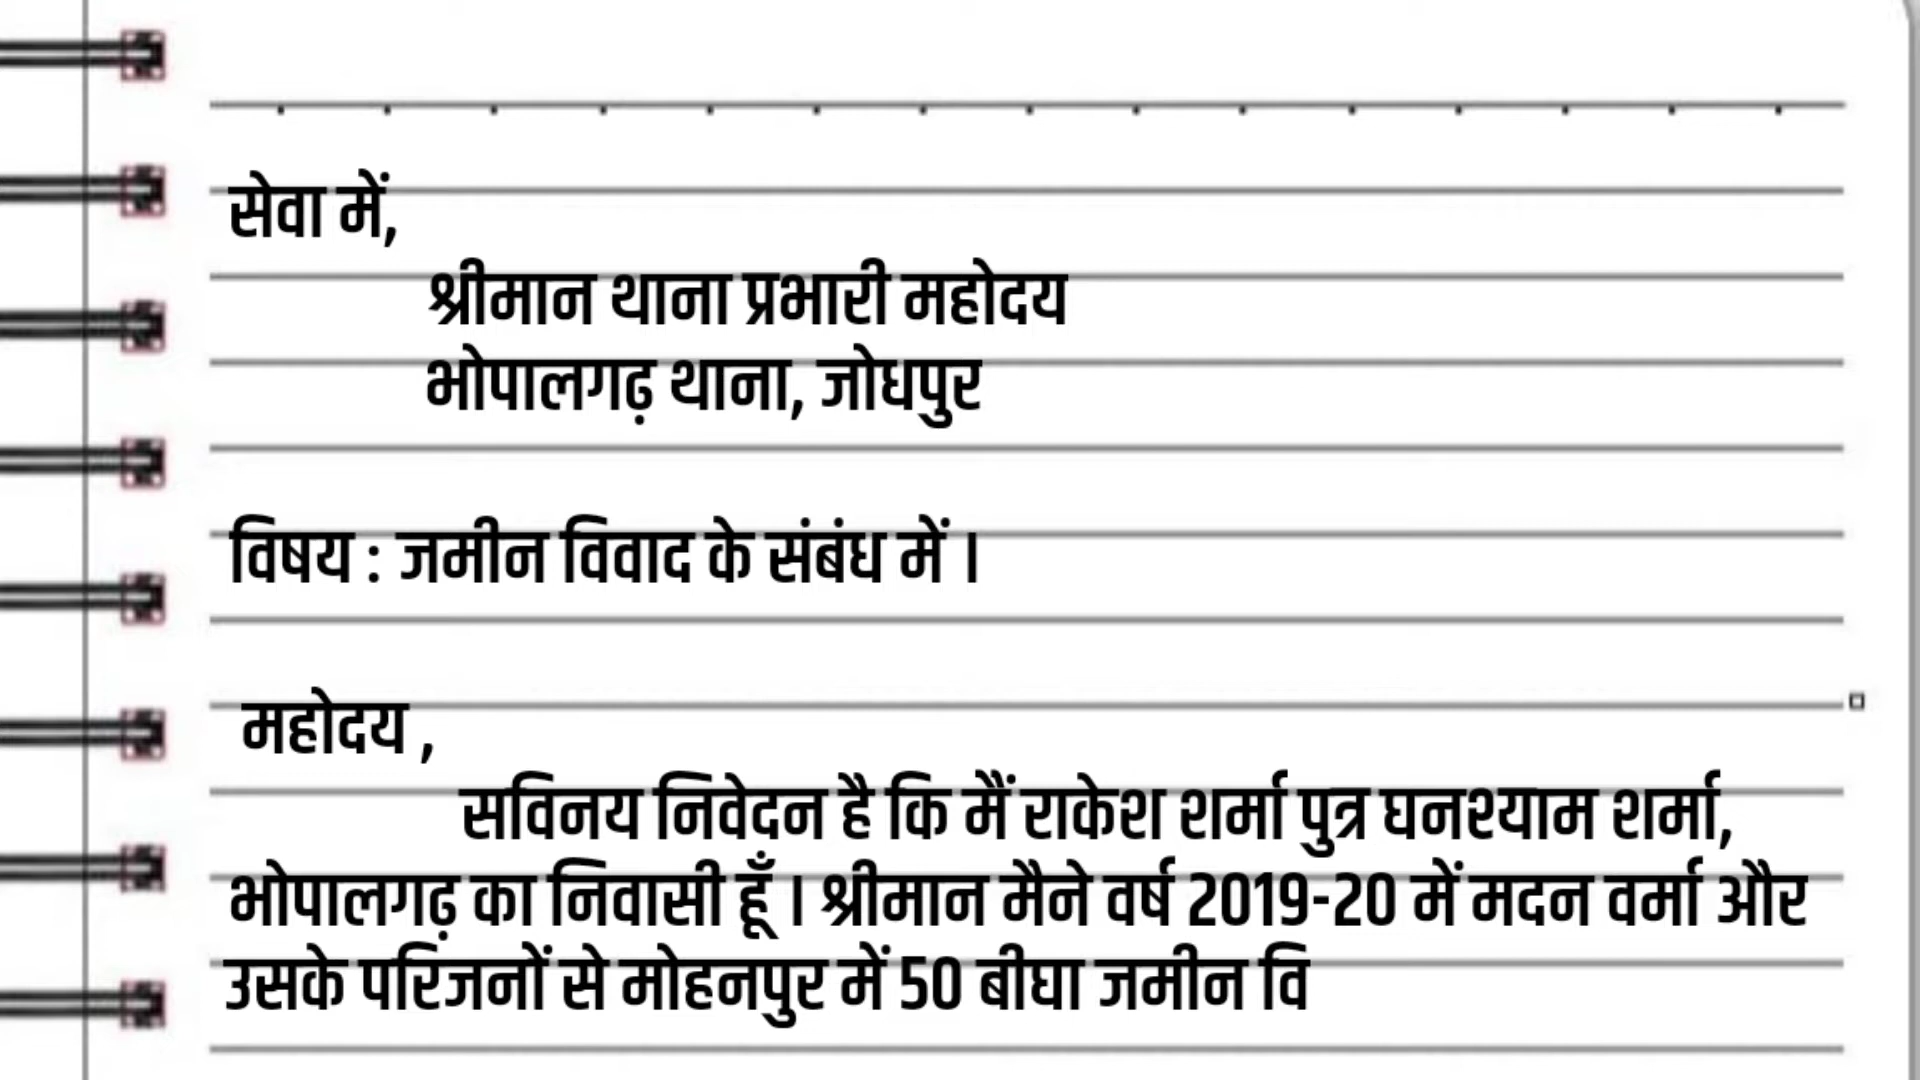 सेवा में,
श्रीमान थाना प्रभारी महोदय
भोपालगढ़ थाना, जोधपुर
विषय : जमीन विवाद के संबंध में ।
महोदय ,
सविनय निवेदन है कि मैं राकेश शर्मा पुत्र घनश्याम शर्मा,
भोपालगढ़ का निवासी हूँ । श्रीमान मैने वर्ष 2019-20 में मदन वर्मा और
उसके परिजनों से मोहनपुर में 50 बीघा जमीन वि